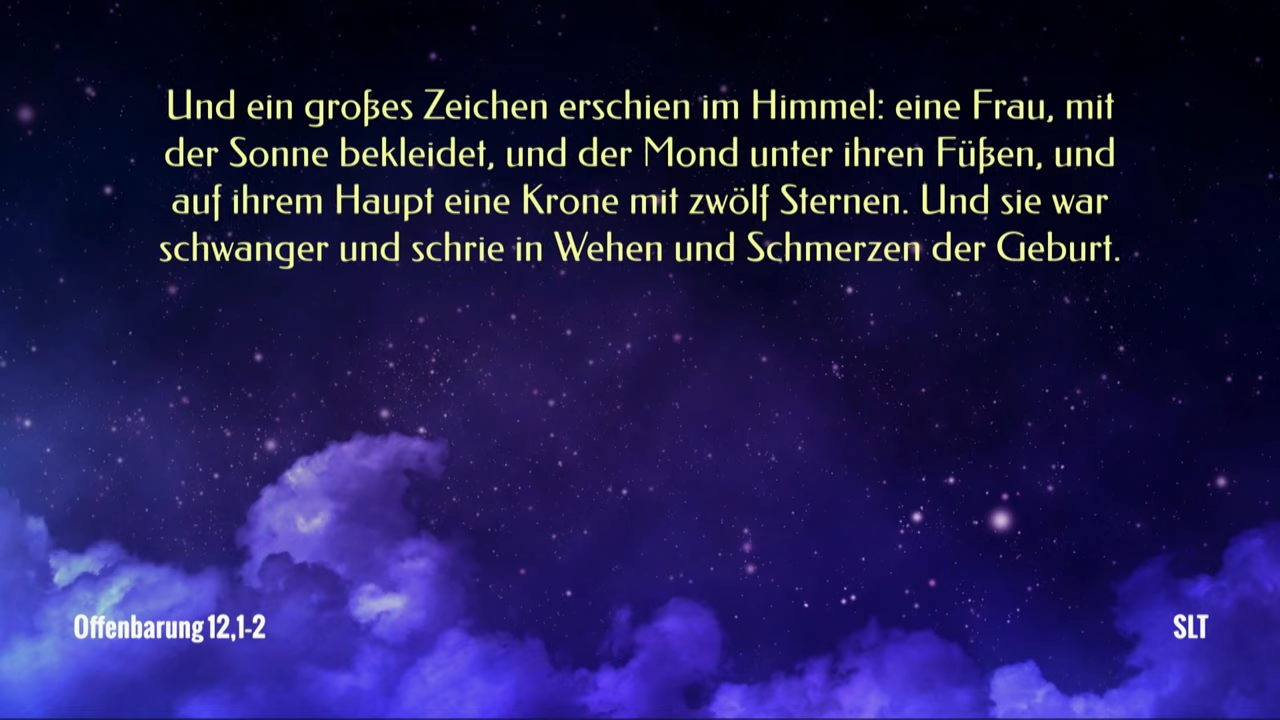 Und ein großes Zeichen erschien im Himmel: eine Frau, mit
der Sonne bekleidet, und der Mond unter ihren Füßen, und
auf ihrem Haupt eine Krone mit zwölf Sternen. Und sie war
schwanger und schrie in Wehen und Schmerzen der Geburt.
Offenbarung 12,1-2
SLT